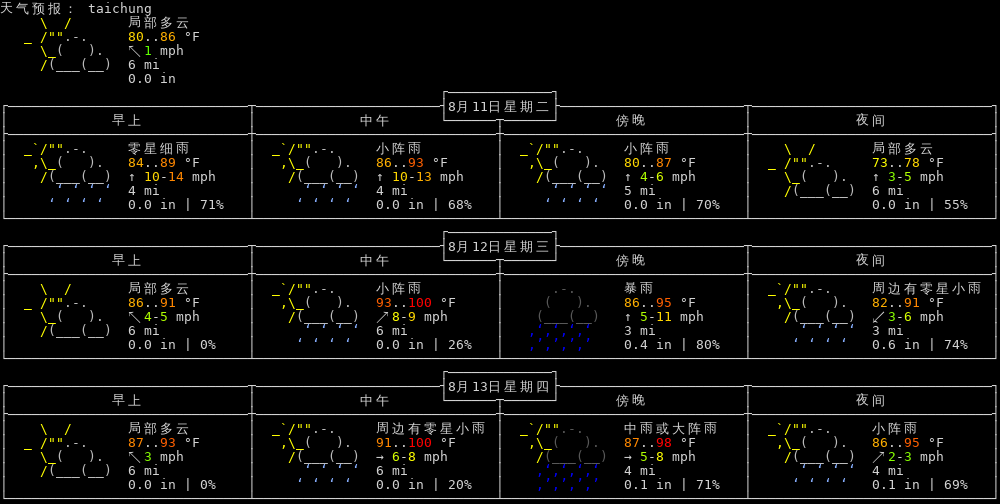 天气预报： taichung
局部多云
80..86 °F
↖ 1 mph
6 mi
0.0 in
8月11日星期二
早上 中午 傍晚 夜间
零星细雨 小阵雨 小阵雨 局部多云
84..89 °F 86..93 °F 80..87 °F 73..78 °F
↑ 10-14 mph ↑ 10-13 mph ↑ 4-6 mph ↑ 3-5 mph
4 mi 4 mi 5 mi 6 mi
0.0 in | 71% 0.0 in | 68% 0.0 in | 70% 0.0 in | 55%
8月12日星期三
早上 中午 傍晚 夜间
局部多云 小阵雨 暴雨 周边有零星小雨
86..91 °F 93..100 °F 86..95 °F 82..91 °F
↖ 4-5 mph ↗ 8-9 mph ↑ 5-11 mph ↙ 3-6 mph
6 mi 6 mi 3 mi 3 mi
0.0 in | 0% 0.0 in | 26% 0.4 in | 80% 0.6 in | 74%
8月13日星期四
早上 中午 傍晚 夜间
局部多云 周边有零星小雨 中雨或大阵雨 小阵雨
87..93 °F 91..100 °F 87..98 °F 86..95 °F
↖ 3 mph → 6-8 mph → 5-8 mph ↗ 2-3 mph
6 mi 6 mi 4 mi 4 mi
0.0 in | 0% 0.0 in | 20% 0.1 in | 71% 0.1 in | 69%